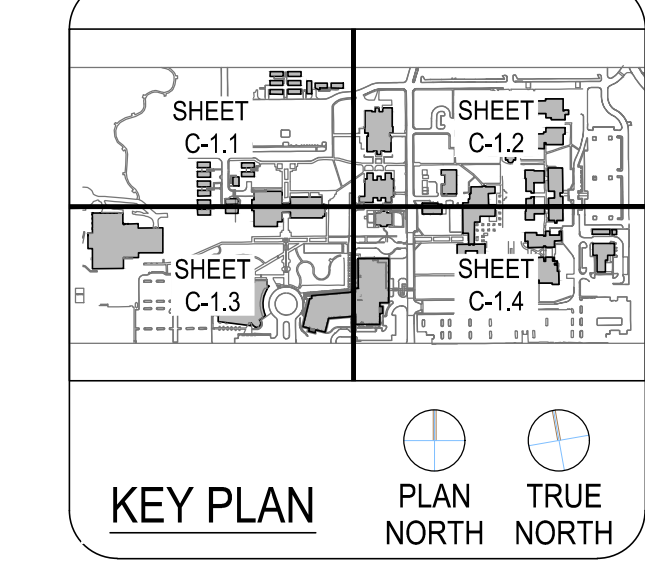 SHEET
C-1.1
SHEET
C-1.2
SHEET
C-1.3
SHEET
C-1.4
KEY PLAN
PLAN
NORTH
TRUE
NORTH